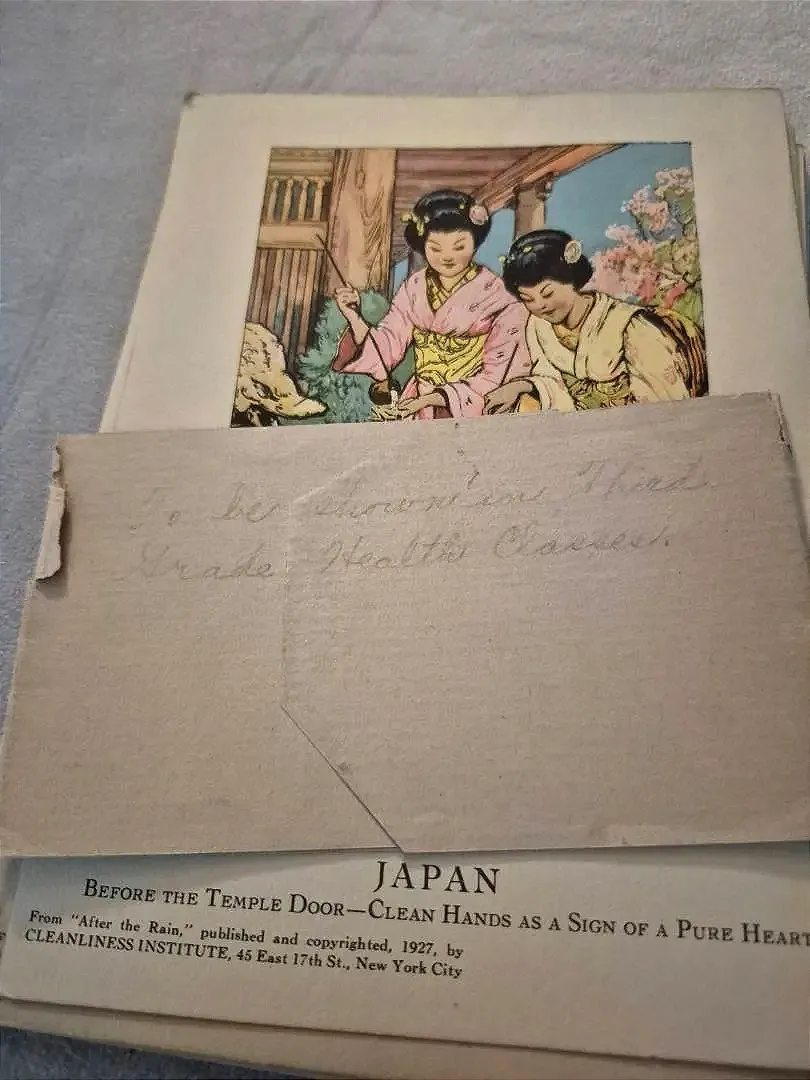 To be shown in Third
Grade Health Classes.
JAPAN
BEFORE THE TEMPLE DOOR—CLEAN HANDS AS A SIGN OF A PURE HEART
From "After the Rain," published and copyrighted, 1927, by
CLEANLINESS INSTITUTE, 45 East 17th St., New York City